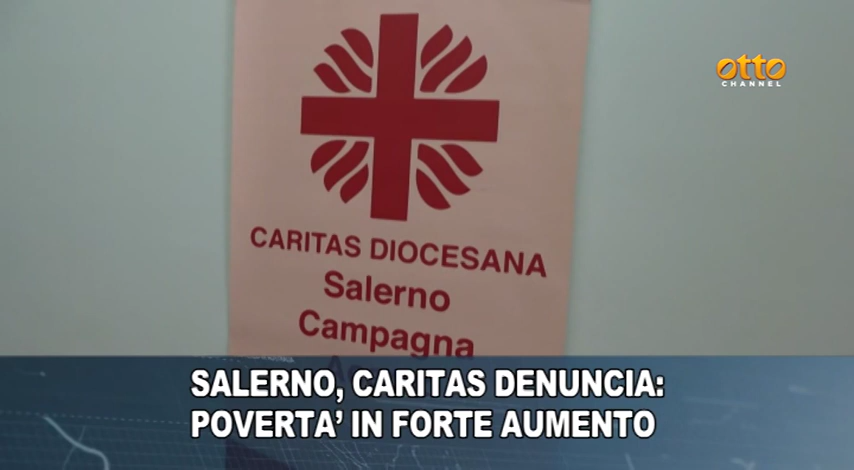 otto
CHANNEL
CARITAS DIOCESANA
Salerno
Campagna
SALERNO, CARITAS DENUNCIA:
POVERTA' IN FORTE AUMENTO